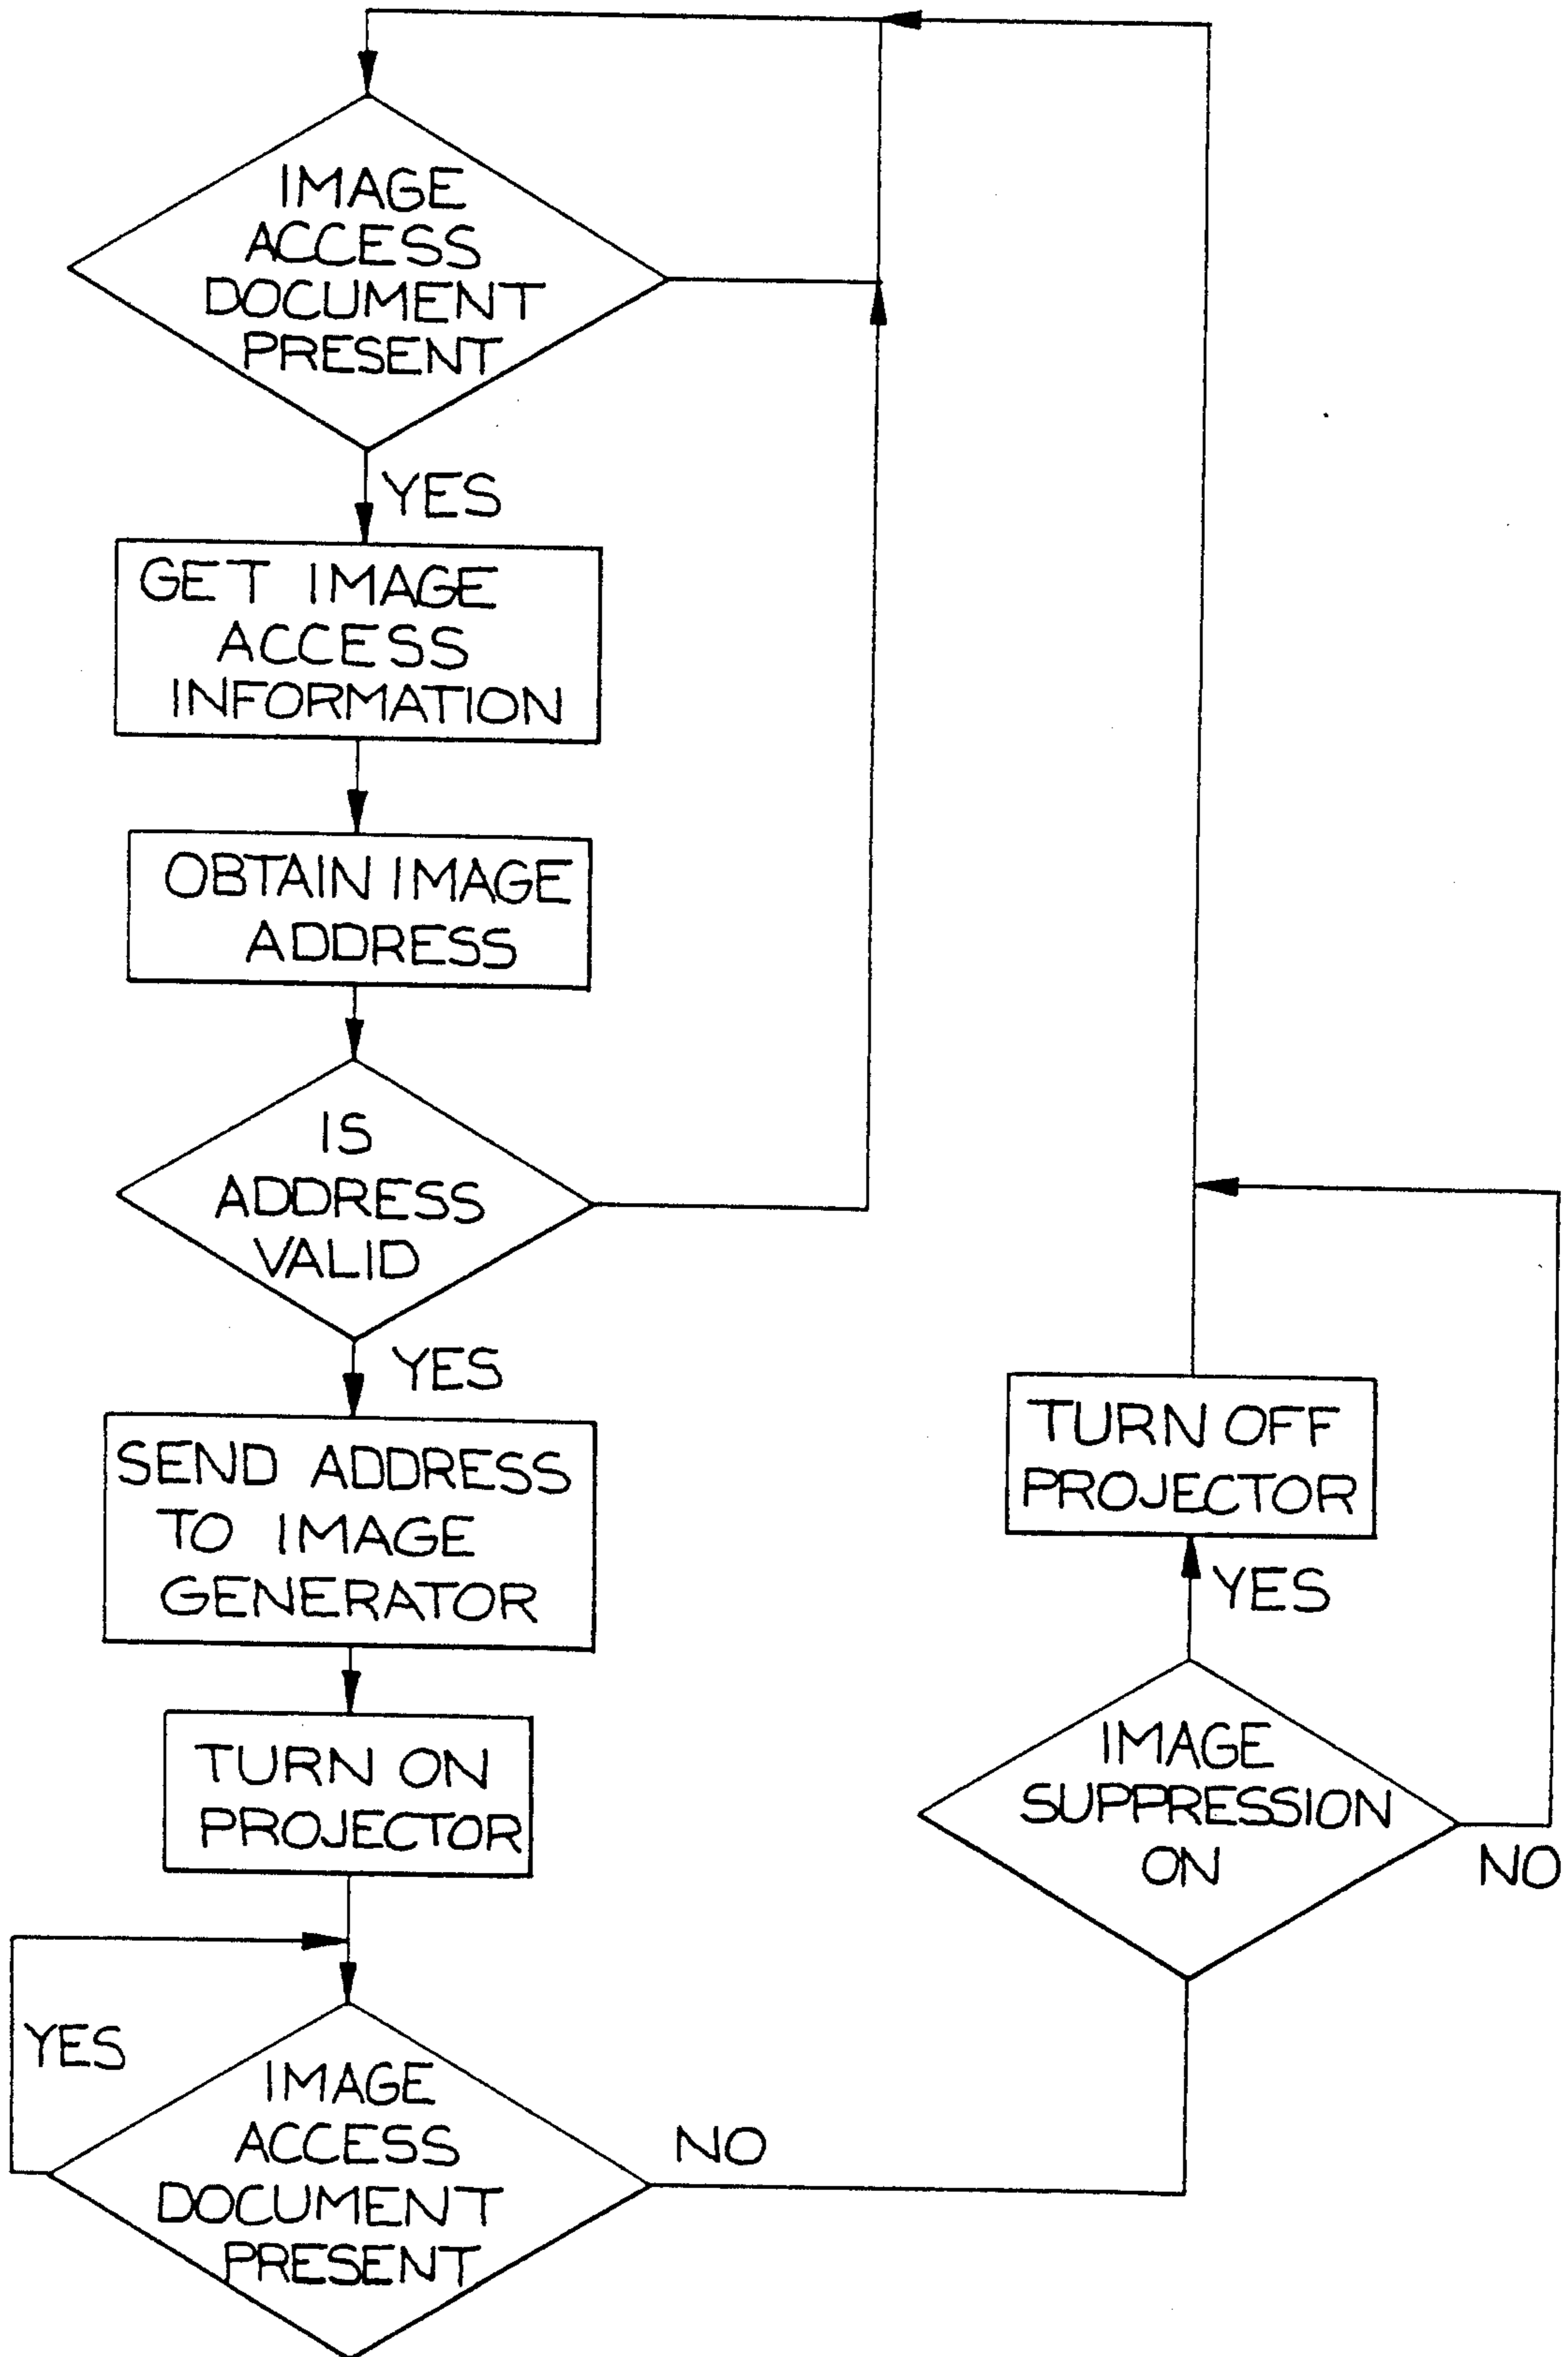 IMAGE
ACCESS
DOCUMENT
PRESENT
YES
GET IMAGE
ACCESS
INFORMATION
OBTAIN IMAGE
ADDRESS
IS
ADDRESS
VALID
YES
SEND ADDRESS
TO IMAGE
GENERATOR
TURN ON
PROJECTOR
YES
IMAGE
ACCESS
DOCUMENT
PRESENT
NO
IMAGE
SUPPRESSION
ON
NO
YES
TURN OFF
PROJECTOR